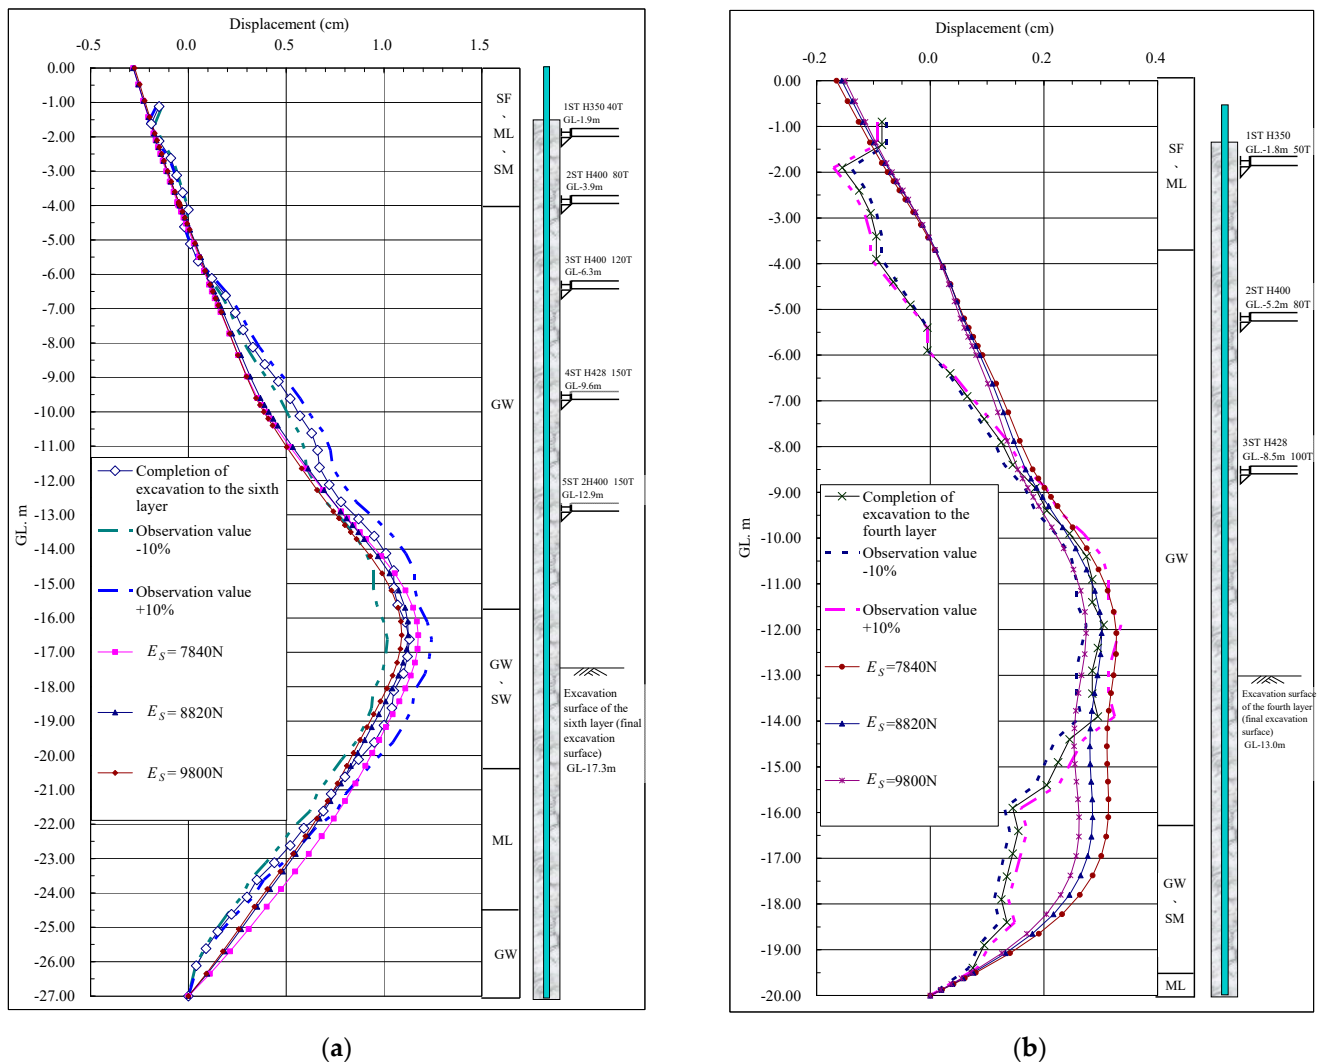 Displacement (cm)
-0.5 0.0 0.5 1.0 1.5
0.00
-1.00
-2.00
-3.00
-4.00
-5.00
-6.00
-7.00
-8.00
-9.00
-10.00
-11.00
-12.00
-13.00
-14.00
-15.00
-16.00
-17.00
-18.00
-19.00
-20.00
-21.00
-22.00
-23.00
-24.00
-25.00
-26.00
-27.00
GL. m
Completion of
excavation to the sixth
layer
Observation value
-10%
Observation value
+10%
ES= 7840N
ES= 8820N
ES= 9800N
SF
、
ML
、
SM
GW
GW
、
SW
ML
GW
1ST H350 40T
GL-1.9m
2ST H400 80T
GL-3.9m
3ST H400 120T
GL-6.3m
4ST H428 150T
GL-9.6m
5ST 2H400 150T
GL-12.9m
Excavation
surface of the
sixth layer (final
excavation
surface)
GL-17.3m
(a)
Displacement (cm)
-0.2 0.0 0.2 0.4
0.00
-1.00
-2.00
-3.00
-4.00
-5.00
-6.00
-7.00
-8.00
-9.00
-10.00
-11.00
-12.00
-13.00
-14.00
-15.00
-16.00
-17.00
-18.00
-19.00
-20.00
GL. m
Completion of
excavation to the
fourth layer
Observation value
-10%
Observation value
+10%
ES=7840N
ES=8820N
ES=9800N
SF
、
ML
GW
GW
、
SM
ML
1ST H350
GL.-1.8m 50T
2ST H400
GL.-5.2m 80T
3ST H428
GL.-8.5m 100T
Excavation surface
of the fourth layer
(final excavation
surface)
GL-13.0m
(b)